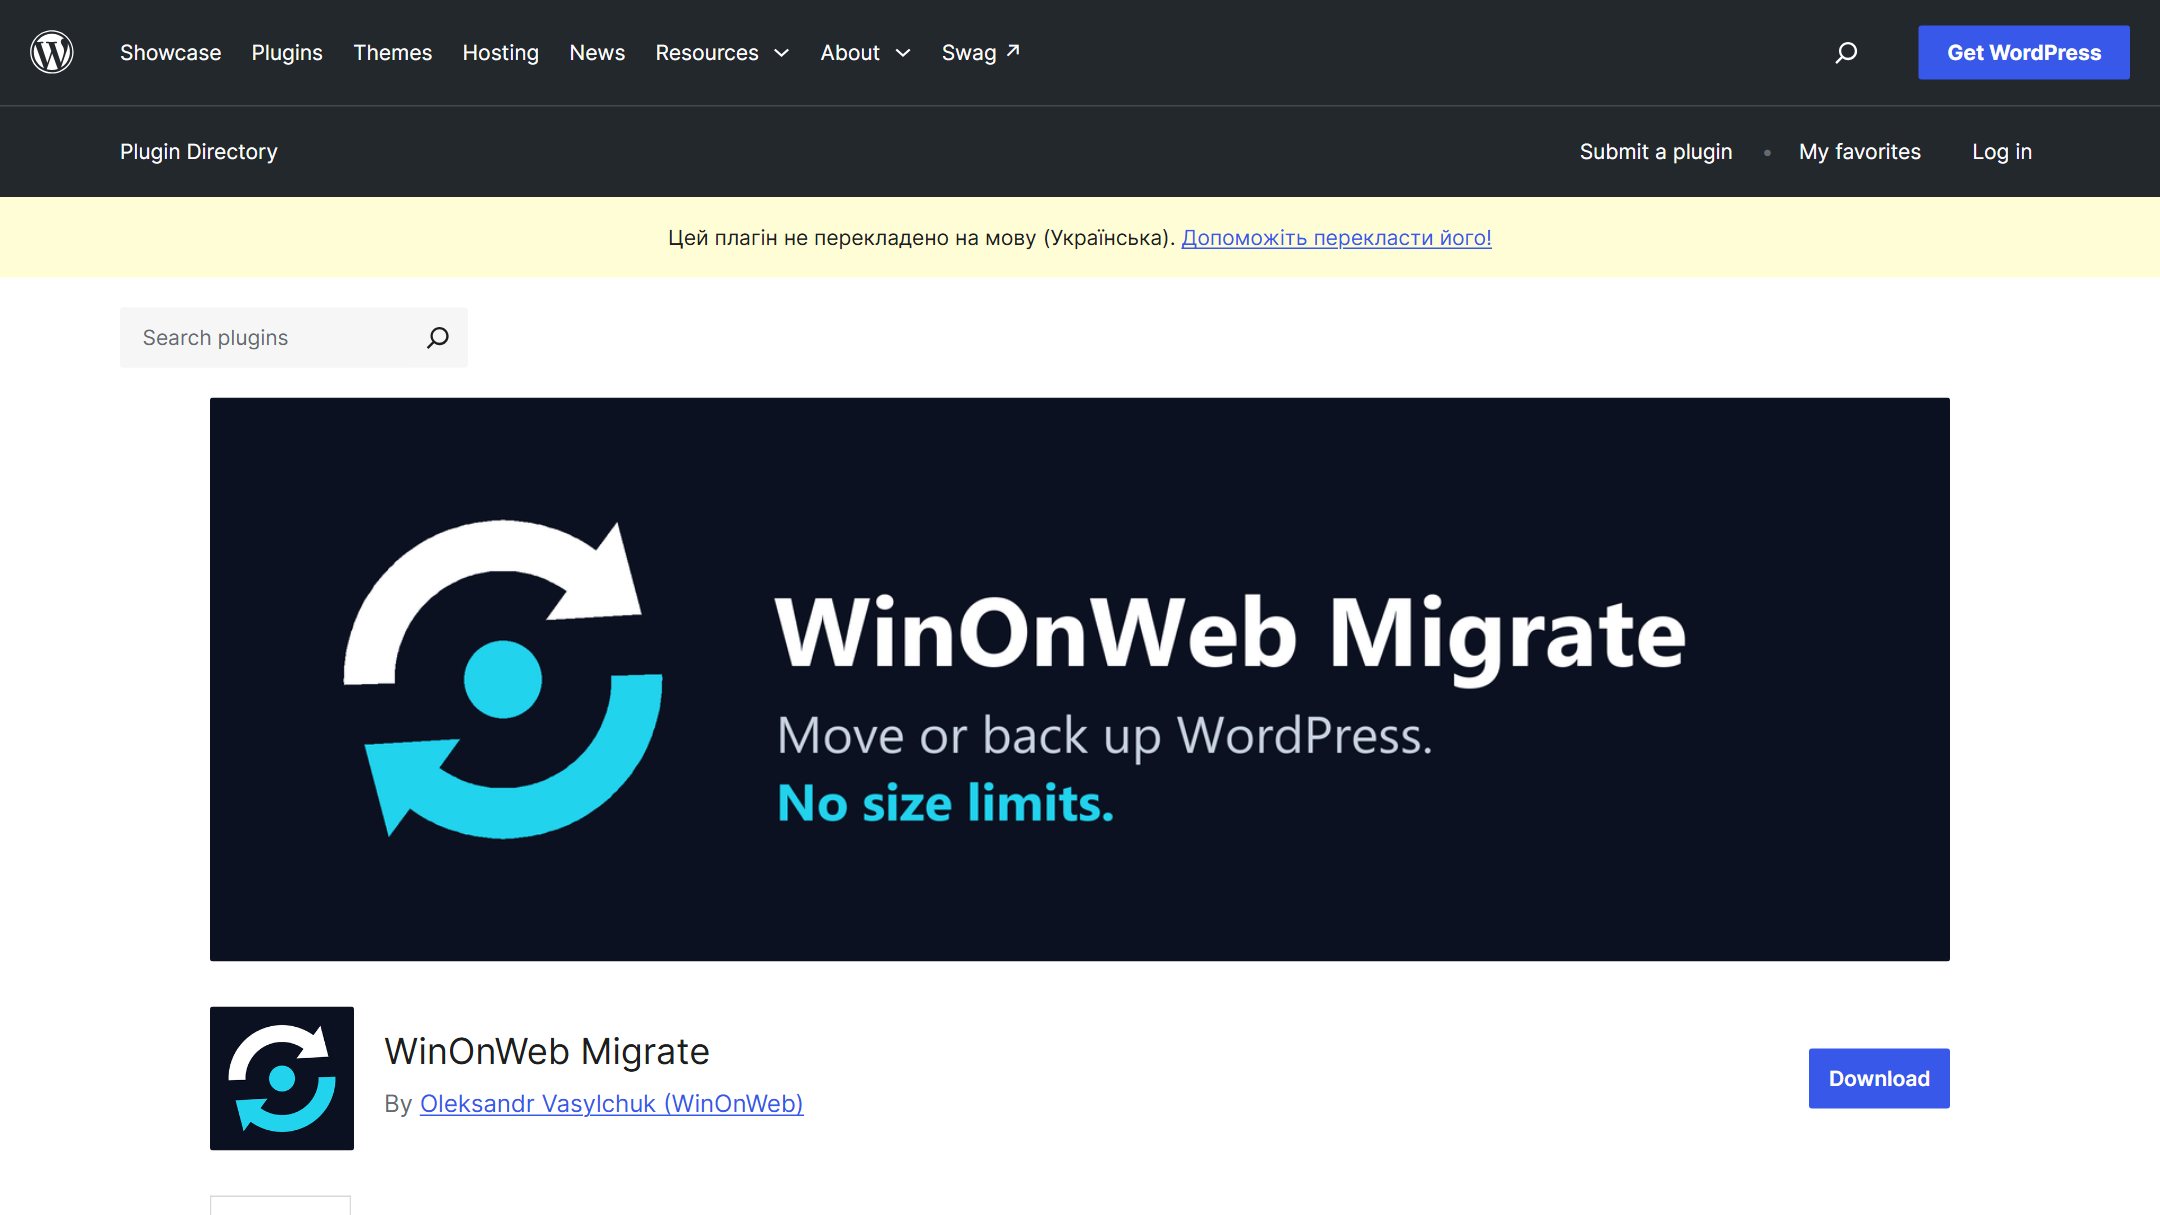 Showcase Plugins Themes Hosting News Resources About Swag ↗ Get WordPress
Plugin Directory Submit a plugin • My favorites Log in
Цей плагін не перекладено на мову (Українська). Допоможіть перекласти його!
Search plugins
WinOnWeb Migrate
Move or back up WordPress.
No size limits.
WinOnWeb Migrate
By Oleksandr Vasylchuk (WinOnWeb)
Download